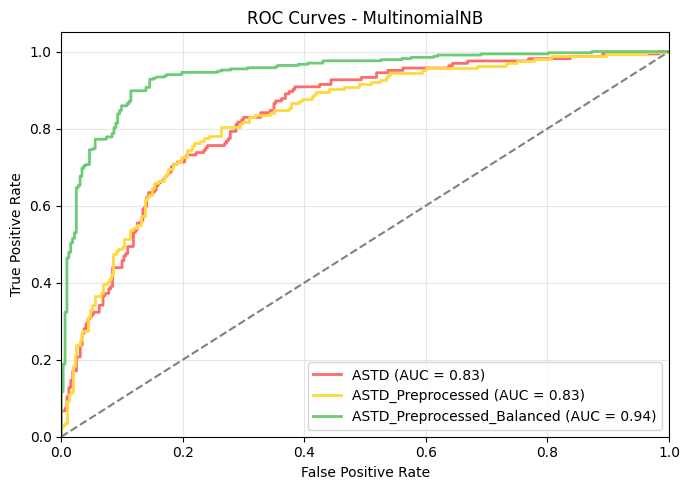 ROC Curves - MultinomialNB
True Positive Rate
1.0
0.8
0.6
0.4
0.2
0.0
ASTD (AUC = 0.83)
ASTD_Preprocessed (AUC = 0.83)
ASTD_Preprocessed_Balanced (AUC = 0.94)
0.0 0.2 0.4 0.6 0.8 1.0
False Positive Rate